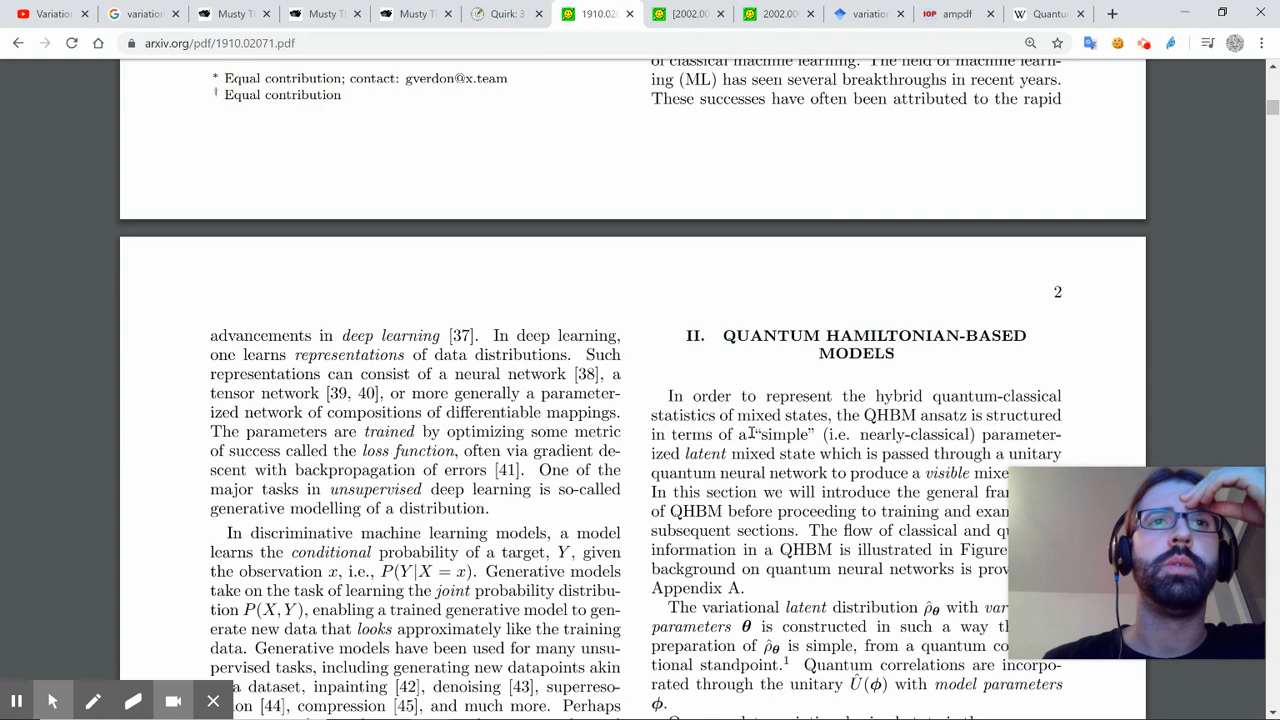 Variation
variation
Musty Th
Musty Th
Musty Th
Quirk: 3
1910.020
[2002.00
2002.00
variation
IOP ampdf
W Quantu
arxiv.org/pdf/1910.02071.pdf
* Equal contribution; contact: gverdon@x.team
† Equal contribution
of classical machine learning. The field of machine learn-
ing (ML) has seen several breakthroughs in recent years.
These successes have often been attributed to the rapid
2
advancements in deep learning [37]. In deep learning,
one learns representations of data distributions. Such
representations can consist of a neural network [38], a
tensor network [39, 40], or more generally a parameter-
ized network of compositions of differentiable mappings.
The parameters are trained by optimizing some metric
of success called the loss function, often via gradient de-
scent with backpropagation of errors [41]. One of the
major tasks in unsupervised deep learning is so-called
generative modelling of a distribution.
In discriminative machine learning models, a model
learns the conditional probability of a target, Y, given
the observation x, i.e., P(Y|X = x). Generative models
take on the task of learning the joint probability distribu-
tion P(X, Y), enabling a trained generative model to gen-
erate new data that looks approximately like the training
data. Generative models have been used for many unsu-
pervised tasks, including generating new datapoints akin
a dataset, inpainting [42], denoising [43], superreso-
ion [44], compression [45], and much more. Perhaps
II. QUANTUM HAMILTONIAN-BASED
MODELS
In order to represent the hybrid quantum-classical
statistics of mixed states, the QHBM ansatz is structured
in terms of a “simple” (i.e. nearly-classical) parameter-
ized latent mixed state which is passed through a unitary
quantum neural network to produce a visible mixe
In this section we will introduce the general fra
of QHBM before proceeding to training and exa
subsequent sections. The flow of classical and qu
information in a QHBM is illustrated in Figure
background on quantum neural networks is prov
Appendix A.
The variational latent distribution ρ̂θ with var
parameters θ is constructed in such a way th
preparation of ρ̂θ is simple, from a quantum co
tional standpoint.¹ Quantum correlations are incorpo-
rated through the unitary Û(ϕ) with model parameters
ϕ.